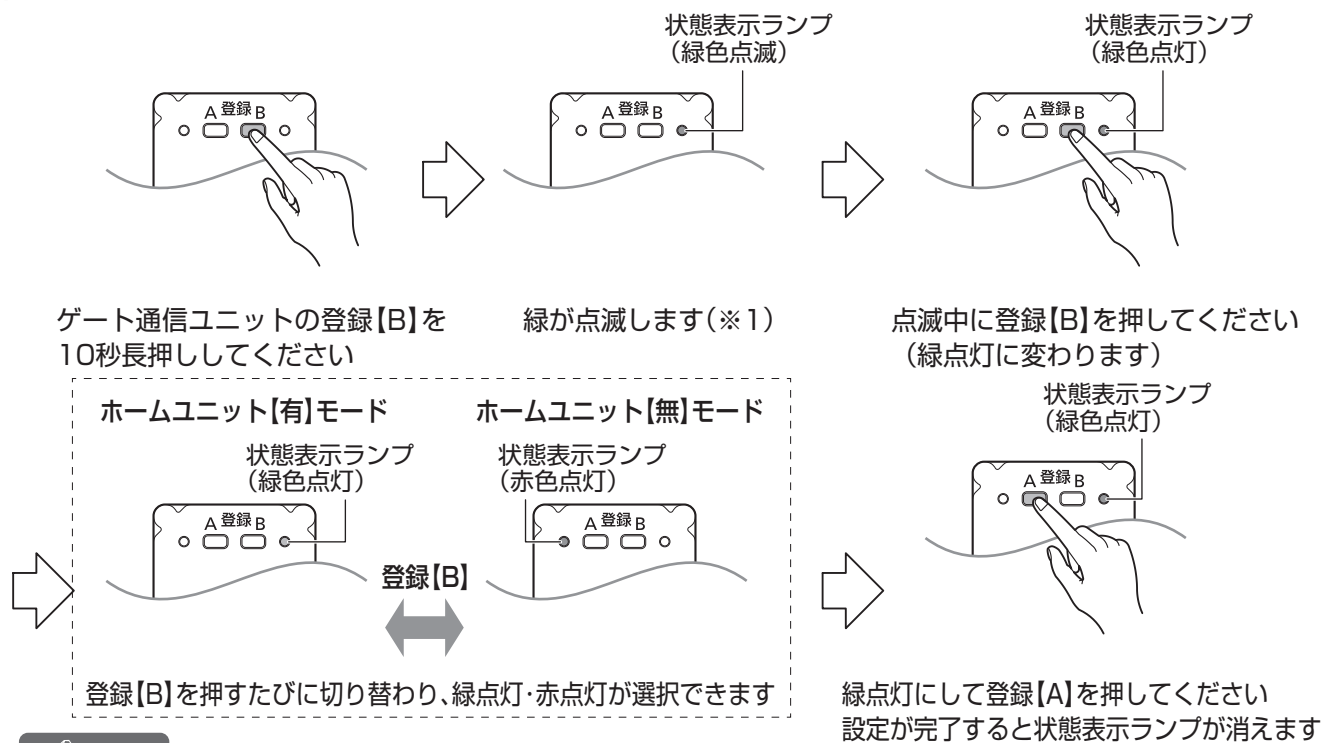 A 登録 B
状態表示ランプ
（緑色点滅）
A 登録 B
状態表示ランプ
（緑色点灯）
A 登録 B
ゲート通信ユニットの登録【B】を
10秒長押ししてください
緑が点滅します（※1）
点滅中に登録【B】を押してください
（緑点灯に変わります）
ホームユニット【有】モード
状態表示ランプ
（緑色点灯）
A 登録 B
ホームユニット【無】モード
状態表示ランプ
（赤色点灯）
A 登録 B
登録【B】
登録【B】を押すたびに切り替わり、緑点灯・赤点灯が選択できます
状態表示ランプ
（緑色点灯）
A 登録 B
緑点灯にして登録【A】を押してください
設定が完了すると状態表示ランプが消えます